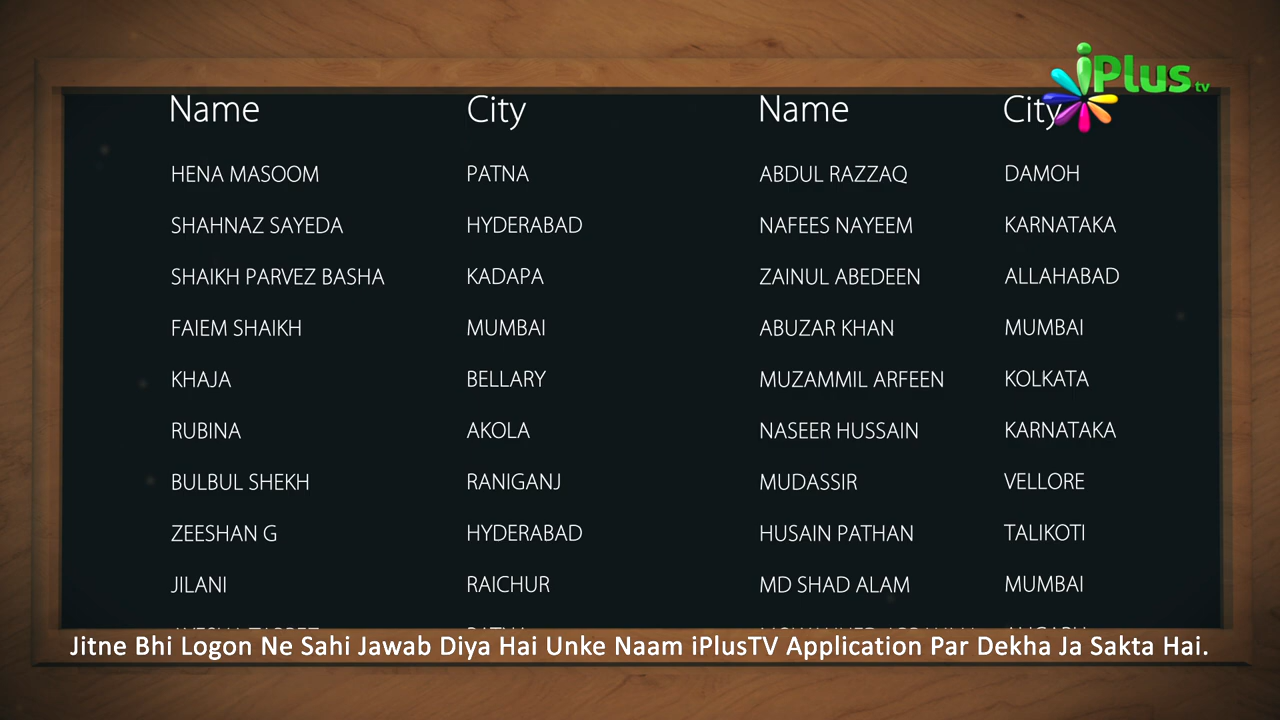 iPlus tv
Name City Name City
HENA MASOOM PATNA ABDUL RAZZAQ DAMOH
SHAHNAZ SAYEDA HYDERABAD NAFEES NAYEEM KARNATAKA
SHAIKH PARVEZ BASHA KADAPA ZAINUL ABEDEEN ALLAHABAD
FAIEM SHAIKH MUMBAI ABUZAR KHAN MUMBAI
KHAJA BELLARY MUZAMMIL ARFEEN KOLKATA
RUBINA AKOLA NASEER HUSSAIN KARNATAKA
BULBUL SHEKH RANIGANJ MUDASSIR VELLORE
ZEESHAN G HYDERABAD HUSAIN PATHAN TALIKOTI
JILANI RAICHUR MD SHAD ALAM MUMBAI
Jitne Bhi Logon Ne Sahi Jawab Diya Hai Unke Naam iPlusTV Application Par Dekha Ja Sakta Hai.